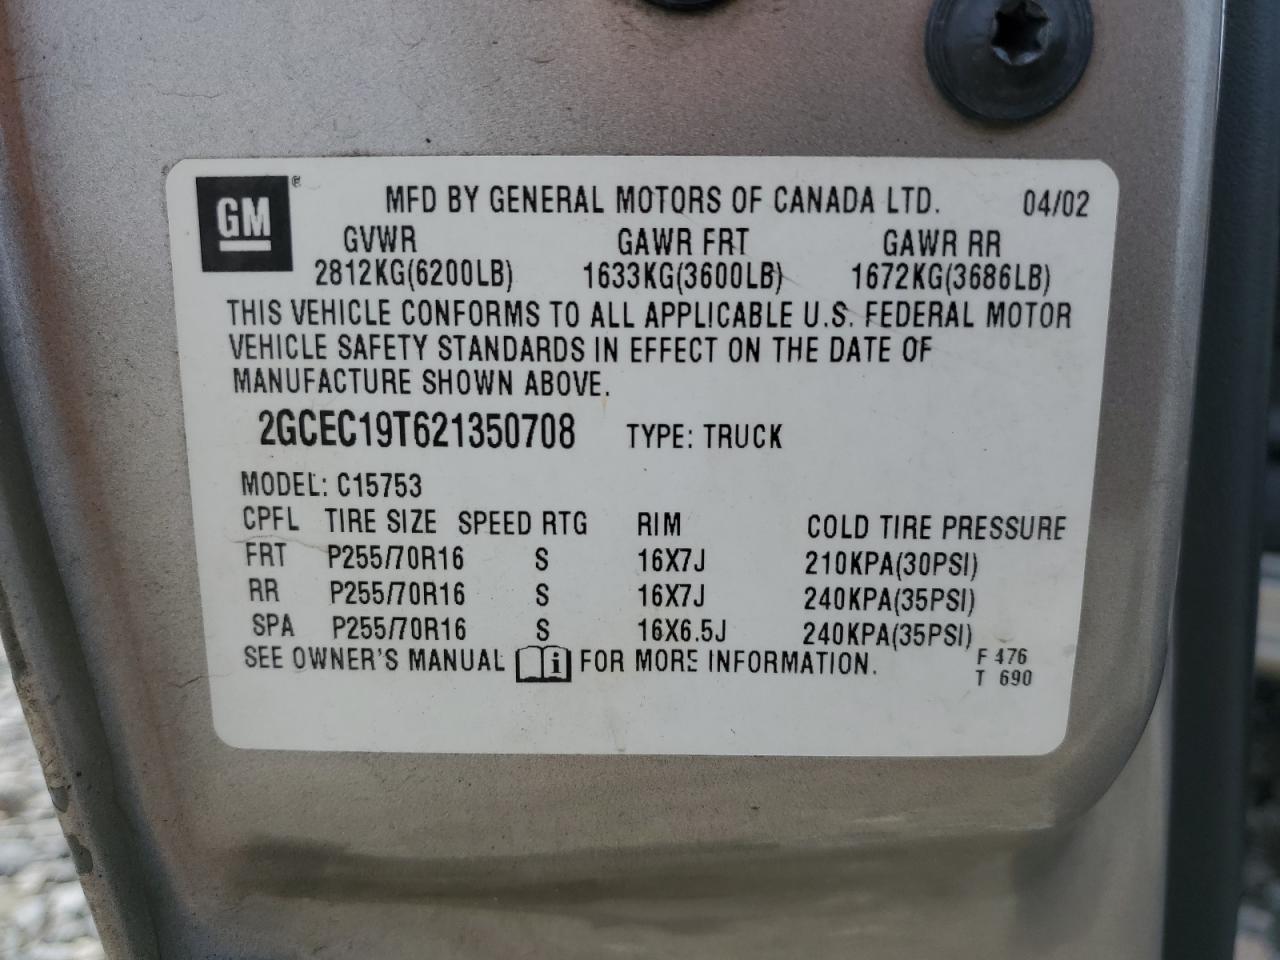 GM ®
MFD BY GENERAL MOTORS OF CANADA LTD. 04/02
GVWR GAWR FRT GAWR RR
2812KG(6200LB) 1633KG(3600LB) 1672KG(3686LB)
THIS VEHICLE CONFORMS TO ALL APPLICABLE U.S. FEDERAL MOTOR
VEHICLE SAFETY STANDARDS IN EFFECT ON THE DATE OF
MANUFACTURE SHOWN ABOVE.
2GCEC19T621350708 TYPE: TRUCK
MODEL: C15753
CPFL TIRE SIZE SPEED RTG RIM COLD TIRE PRESSURE
FRT P255/70R16 S 16X7J 210KPA(30PSI)
RR P255/70R16 S 16X7J 240KPA(35PSI)
SPA P255/70R16 S 16X6.5J 240KPA(35PSI)
SEE OWNER'S MANUAL i FOR MORE INFORMATION. F 476
T 690